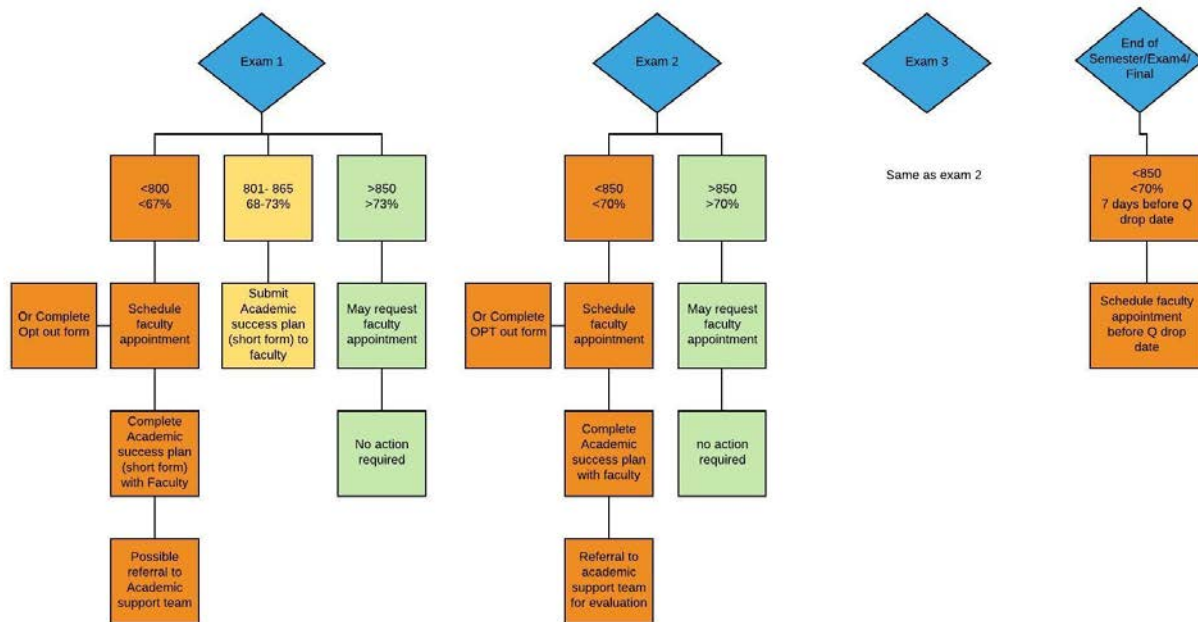 Exam 1
<800
<67%
801- 865
68-73%
>850
>73%
Or Complete
Opt out form
Schedule
faculty
appointment
Submit
Academic
success plan
(short form) to
faculty
May request
faculty
appointment
Complete
Academic
success plan
(short form)
with Faculty
No action
required
Possible
referral to
Academic
support team
Exam 2
<850
<70%
>850
>70%
Or Complete
OPT out form
Schedule
faculty
appointment
May request
faculty
appointment
Complete
Academic
success plan
with faculty
no action
required
Referral to
academic
support team
for evaluation
Exam 3
Same as exam 2
End of
Semester/Exam4/
Final
<850
<70%
7 days before Q
drop date
Schedule faculty
appointment
before Q drop
date